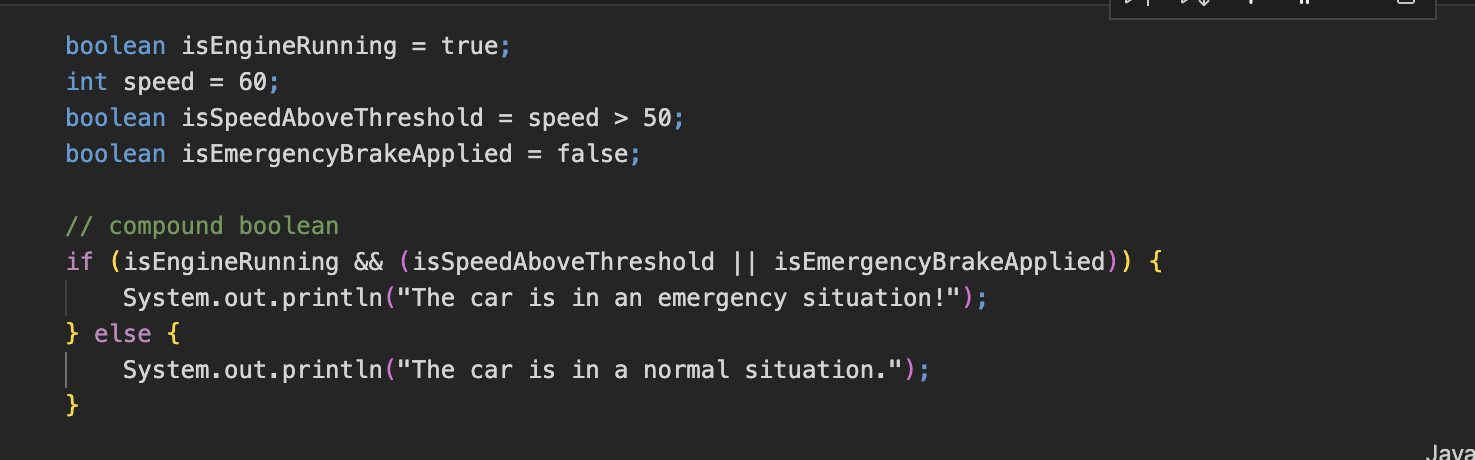 boolean isEngineRunning = true;
int speed = 60;
boolean isSpeedAboveThreshold = speed > 50;
boolean isEmergencyBrakeApplied = false;

// compound boolean
if (isEngineRunning && (isSpeedAboveThreshold || isEmergencyBrakeApplied)) {
    System.out.println("The car is in an emergency situation!");
} else {
    System.out.println("The car is in a normal situation.");
}
Java